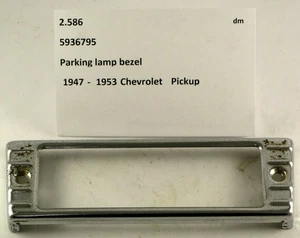 2.586 dm
5936795
Parking lamp bezel
1947 - 1953 Chevrolet Pickup